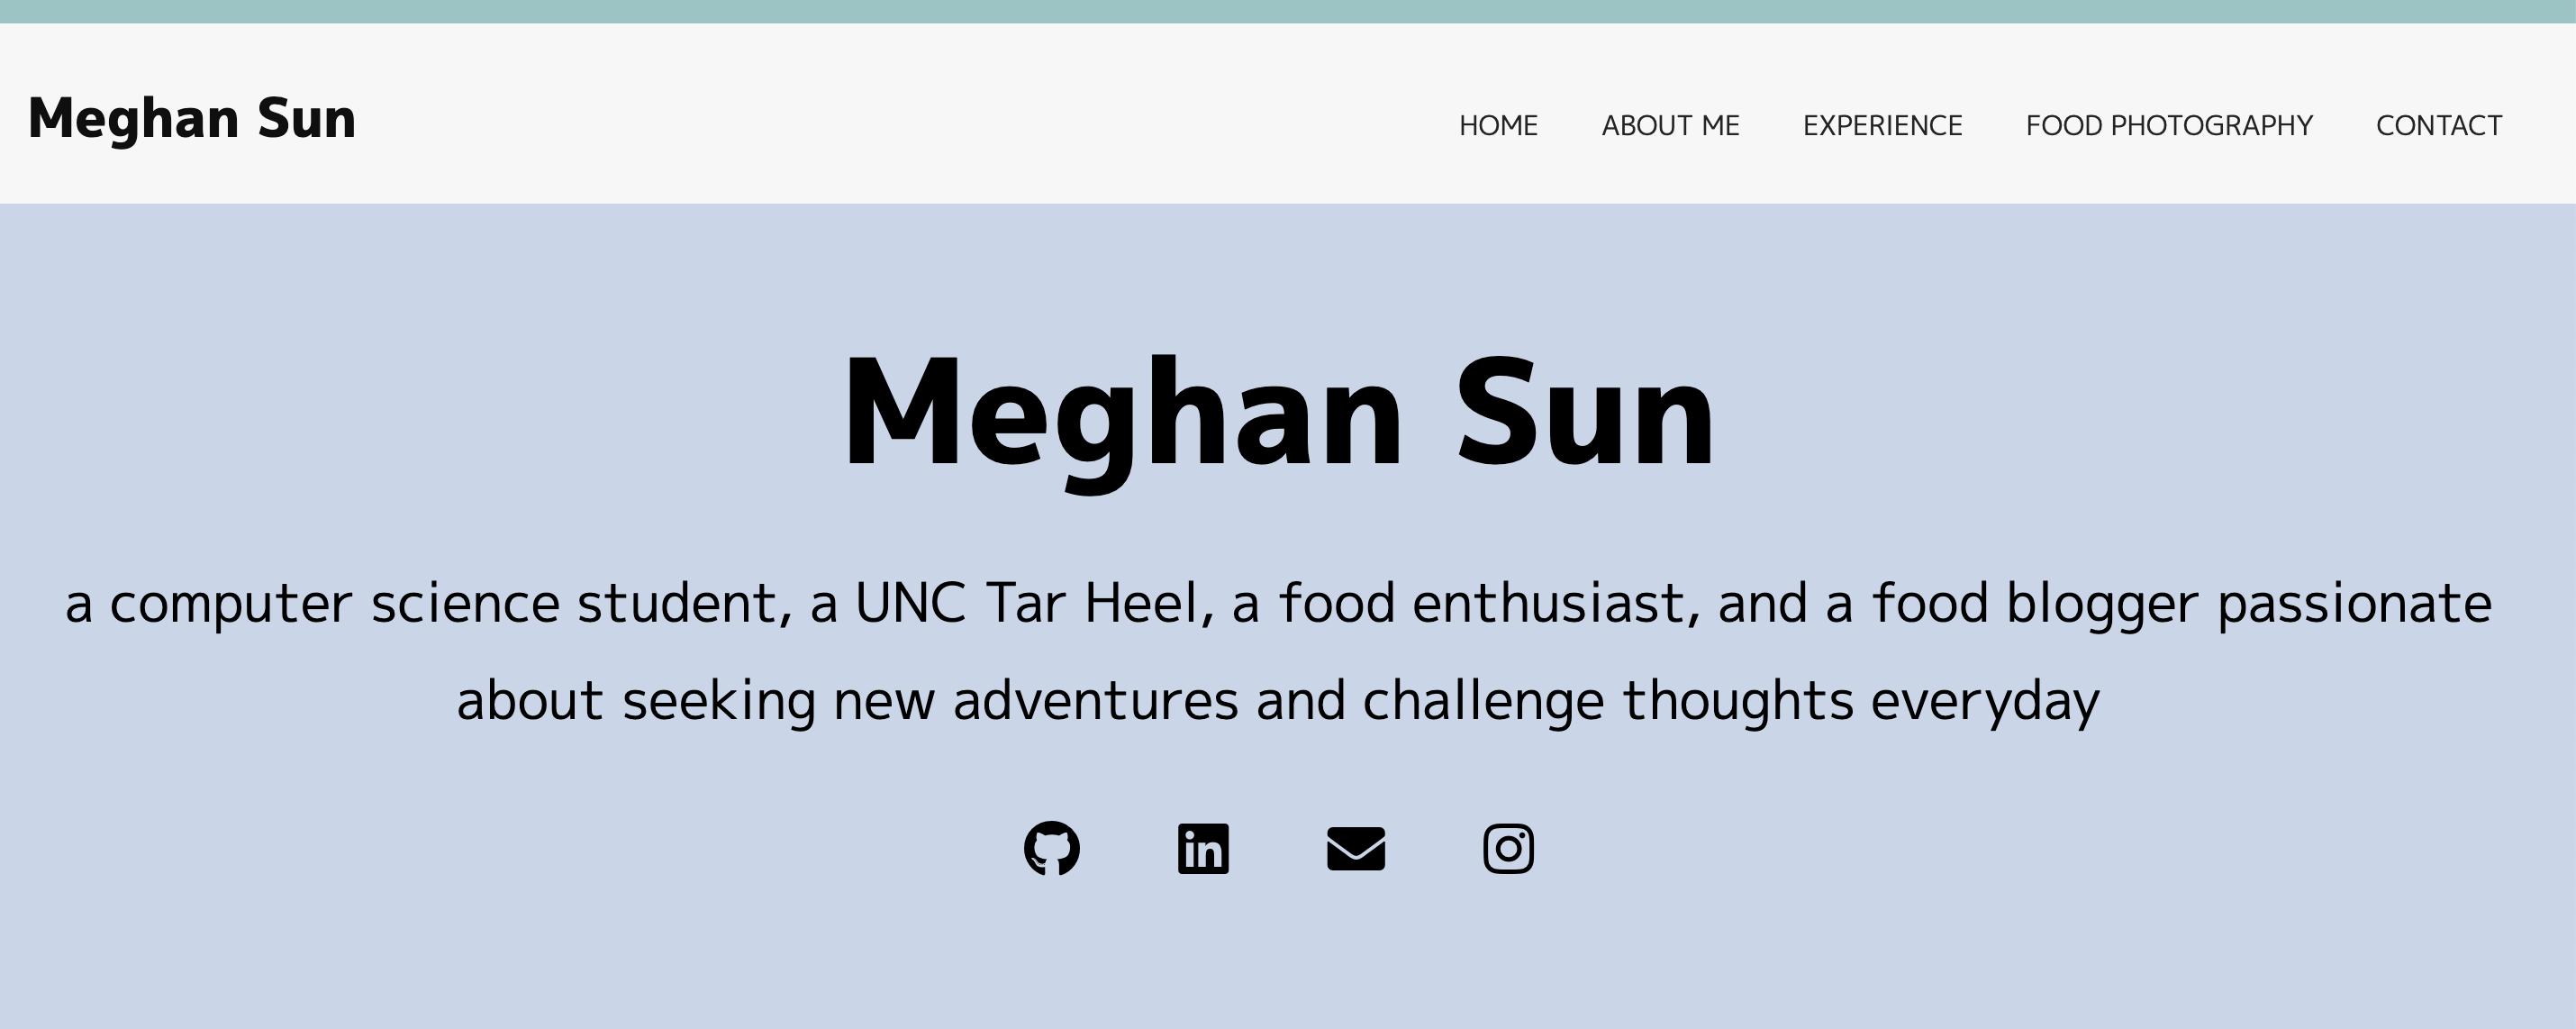 Meghan Sun
HOME ABOUT ME EXPERIENCE FOOD PHOTOGRAPHY CONTACT
Meghan Sun
a computer science student, a UNC Tar Heel, a food enthusiast, and a food blogger passionate
about seeking new adventures and challenge thoughts everyday
in